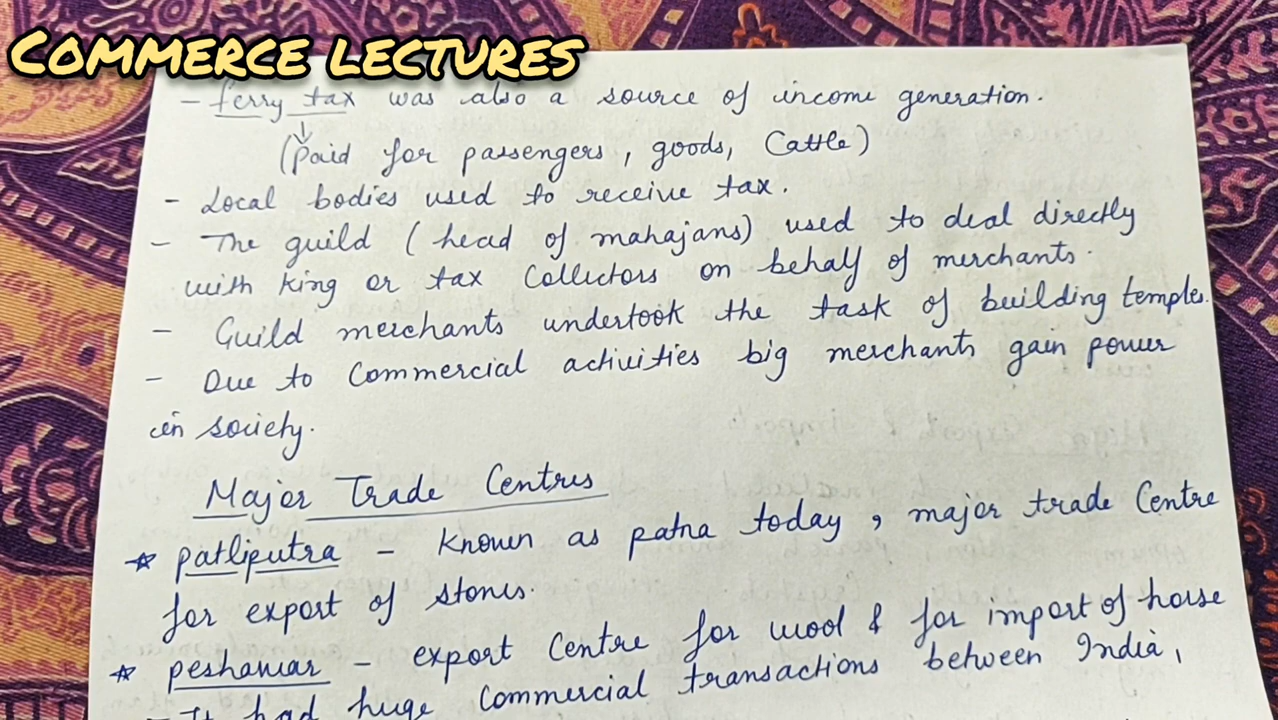 COMMERCE LECTURES
- ferry tax was also a source of income generation.
(Paid for passengers, goods, Cattle)
- Local bodies used to receive tax.
- The guild (head of mahajans) used to deal directly
with king or tax Collectors on behalf of merchants.
- Guild merchants undertook the task of building temples.
- Due to Commercial activities big merchants gain power
in society.
Major Trade Centres
☆ patliputra - Known as patna today, major trade Centre
for export of stones.
☆ peshawar - export Centre for wool & for import of horse
- It had huge Commercial transactions between India,